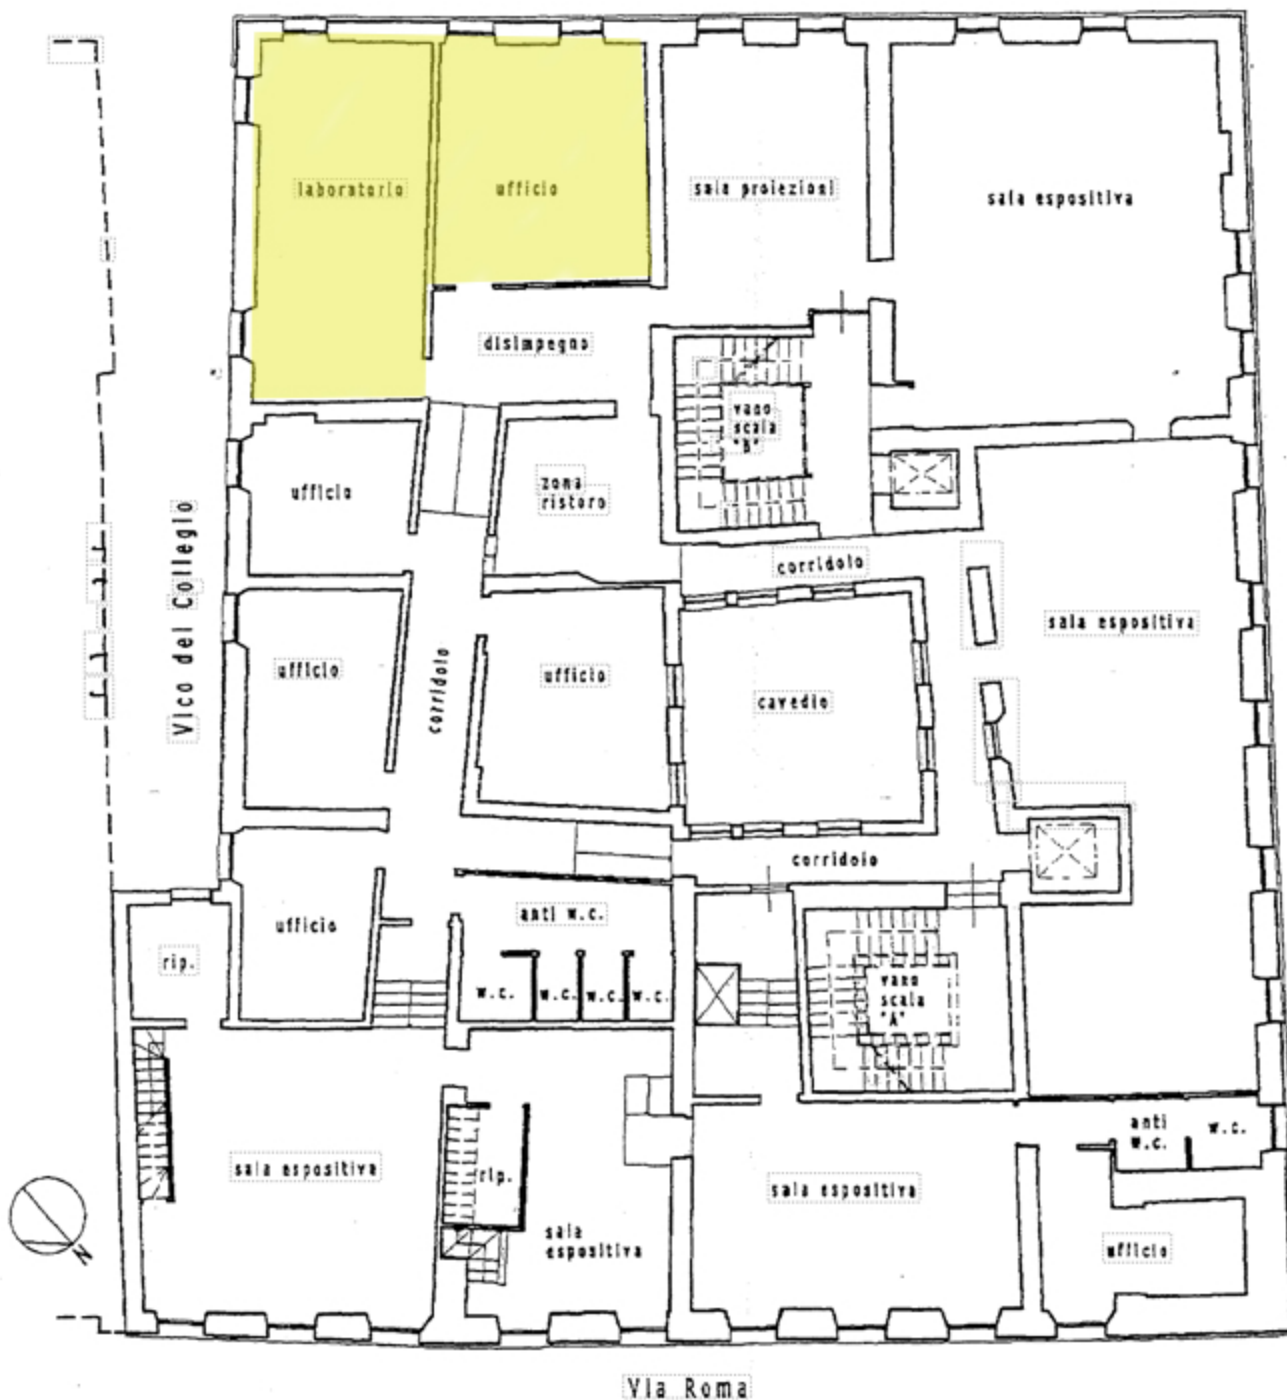 laboratorio
ufficio
sala proiezioni
sala espositiva
disimpegno
vano
scala
"B"
ufficio
zona
ristoro
Vico del Collegio
corridoio
sala espositiva
ufficio
corridoio
ufficio
cavedio
corridoio
ufficio
anti w.c.
rip.
w.c.
w.c.
w.c.
w.c.
vano
scala
"A"
anti
w.c.
w.c.
sala espositiva
rip.
sala espositiva
sala
espositiva
ufficio
N
Via Roma